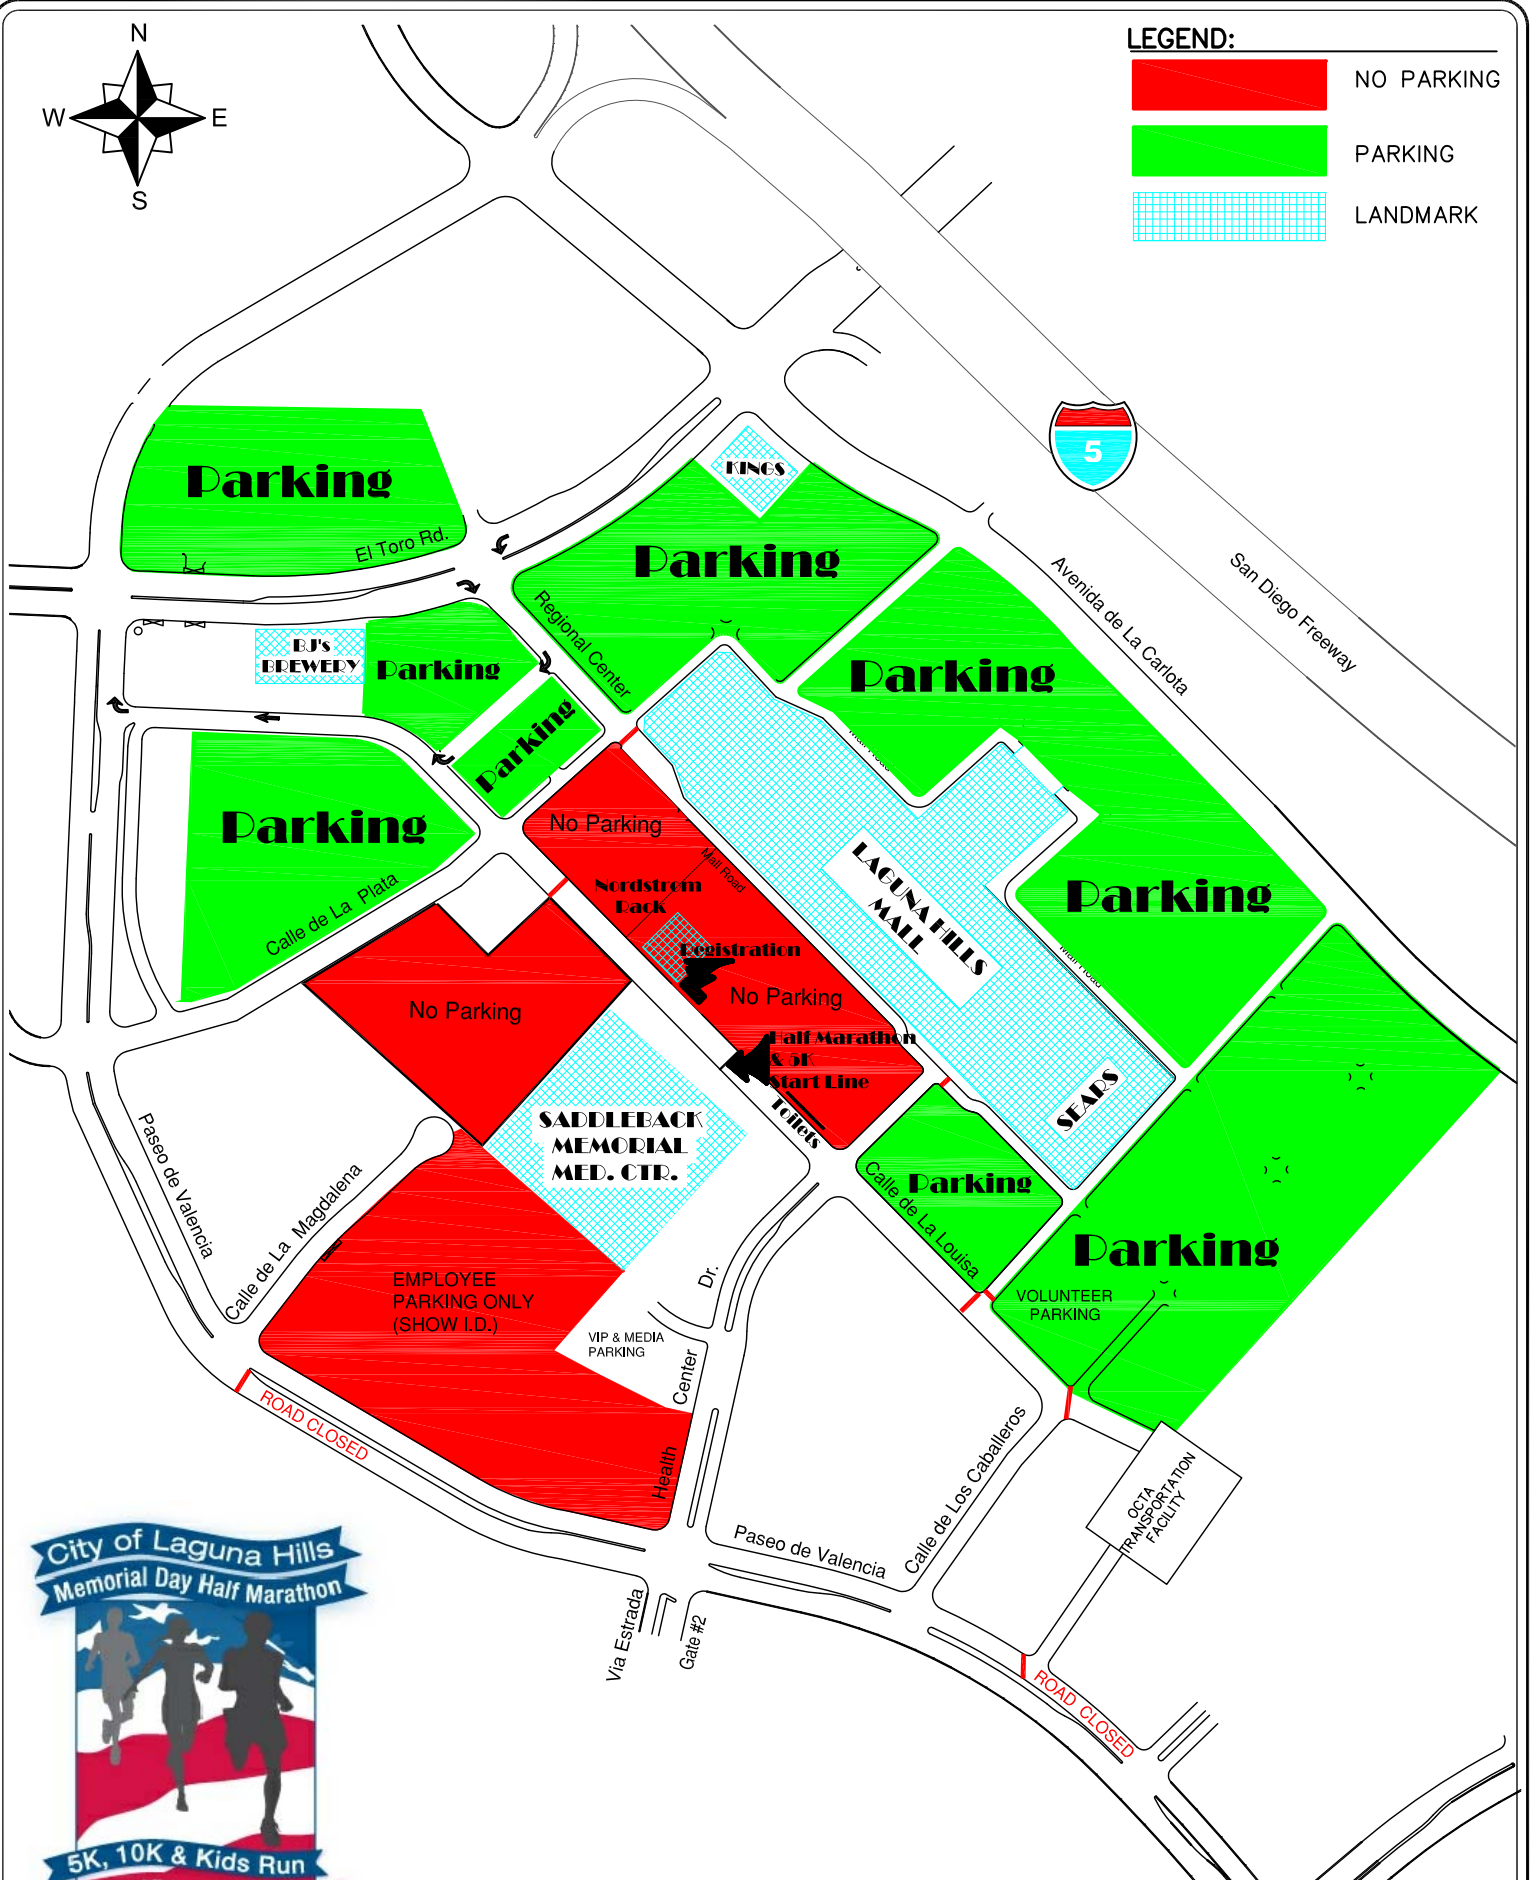 N
W
E
S
LEGEND:
NO PARKING
PARKING
LANDMARK
5
KINGS
Parking
El Toro Rd.
Parking
San Diego Freeway
Avenida de La Carlota
Regional Center
BJ's
BREWERY
Parking
Parking
Parking
Parking
Calle de La Plata
No Parking
Mall Road
Nordstrom
Rack
Registration
No Parking
LAGUNA HILLS
MALL
Parking
Mall Road
Mall Road
No Parking
Half Marathon
& 5K
Start Line
Toilets
SEARS
SADDLEBACK
MEMORIAL
MED. CTR.
Paseo de Valencia
Calle de La Magdalena
Parking
Calle de La Louisa
Parking
VOLUNTEER
PARKING
EMPLOYEE
PARKING ONLY
(SHOW I.D.)
VIP & MEDIA
PARKING
Health Center Dr.
ROAD CLOSED
Calle de Los Caballeros
OCTA
TRANSPORTATION
FACILITY
Paseo de Valencia
Via Estrada
Gate #2
ROAD CLOSED
City of Laguna Hills
Memorial Day Half Marathon
5K, 10K & Kids Run